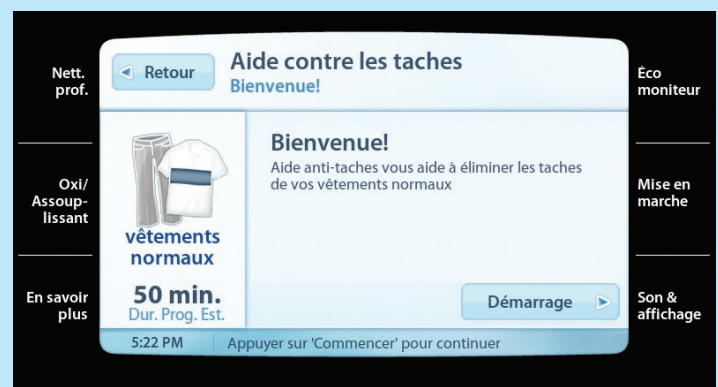 Nett.
prof.
Oxi/
Assoup-
lissant
En savoir
plus
Retour
Aide contre les taches
Bienvenue!
vêtements
normaux
50 min.
Dur. Prog. Est.
Bienvenue!
Aide anti-taches vous aide à éliminer les taches
de vos vêtements normaux
Démarrage
5:22 PM
Appuyer sur 'Commencer' pour continuer
Éco
moniteur
Mise en
marche
Son &
affichage